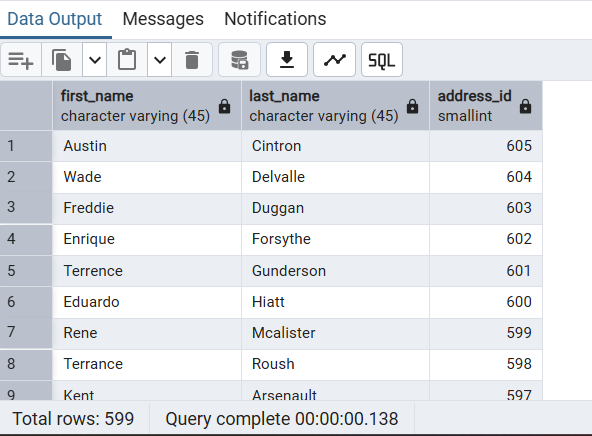 Data Output Messages Notifications
SQL
first_name last_name address_id
character varying (45) character varying (45) smallint
1 Austin Cintron 605
2 Wade Delvalle 604
3 Freddie Duggan 603
4 Enrique Forsythe 602
5 Terrence Gunderson 601
6 Eduardo Hiatt 600
7 Rene Mcalister 599
8 Terrance Roush 598
9 Kent Arsenault 597
Total rows: 599 Query complete 00:00:00.138